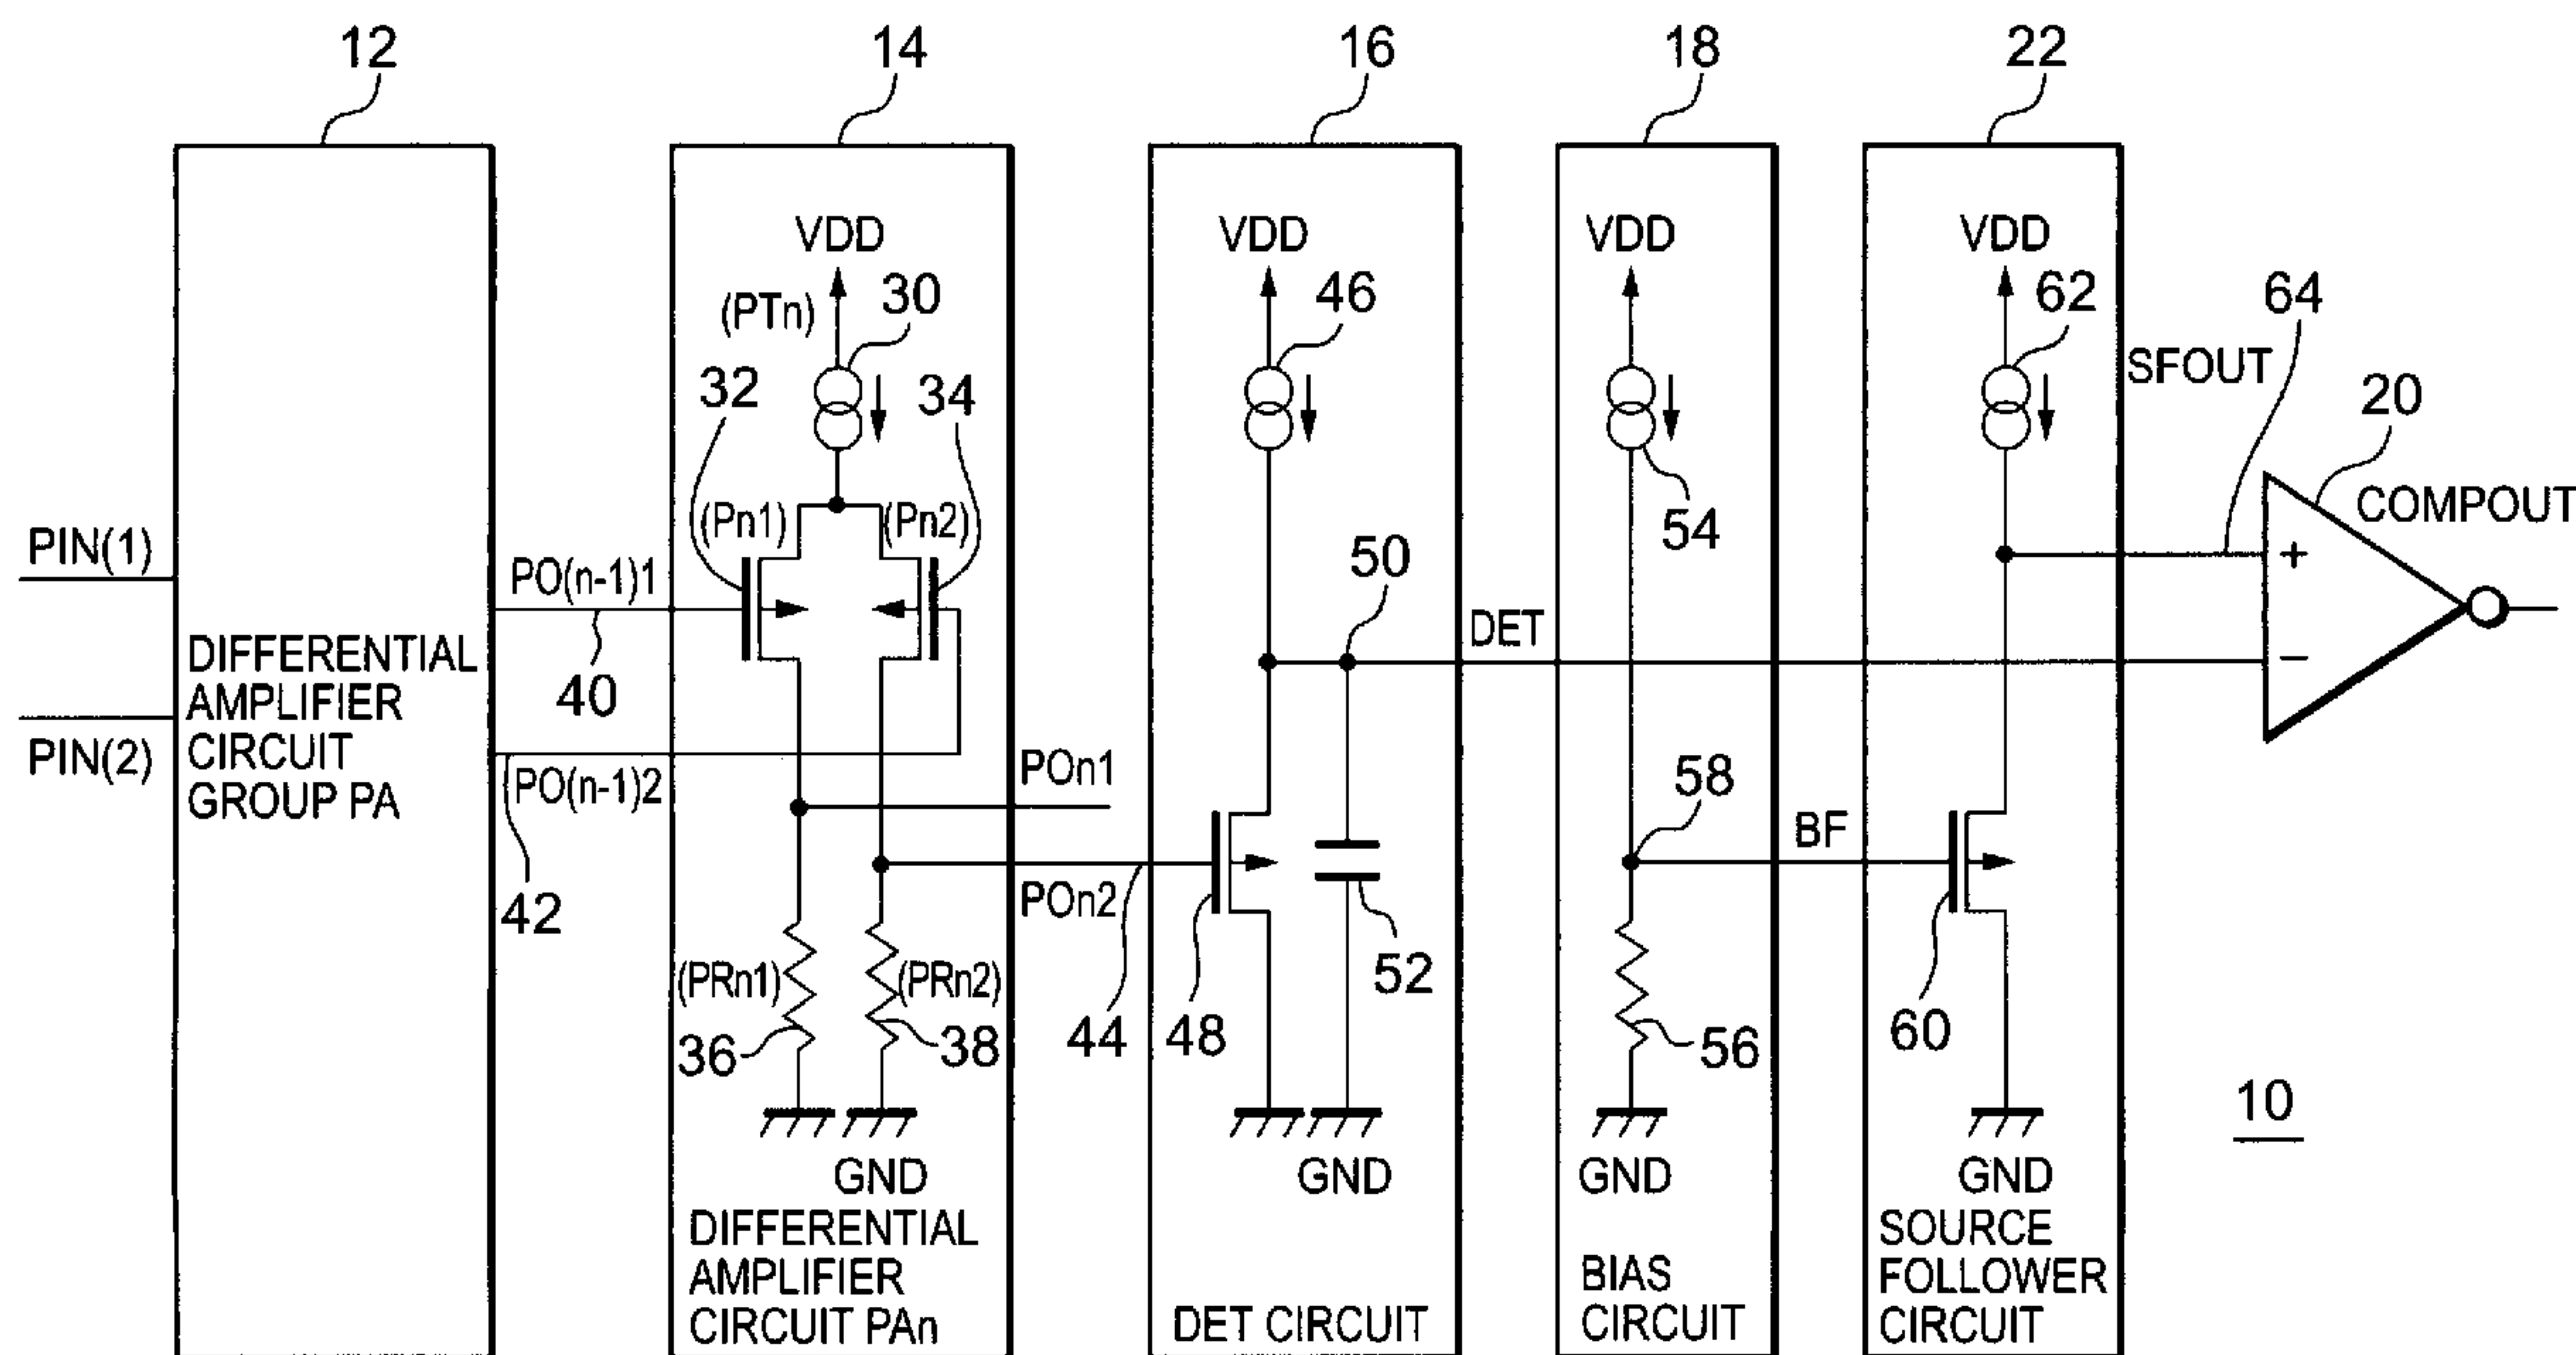 12
14
16
18
22
VDD
VDD
VDD
VDD
(PTn)
30
46
62
64
SFOUT
32
34
20
COMPOUT
(Pn1)
(Pn2)
54
PIN(1)
PO(n-1)1
50
+
DET
DIFFERENTIAL
AMPLIFIER
CIRCUIT
GROUP PA
40
−
PIN(2)
PO(n-1)2
POn1
58
BF
42
POn2
(PRn1)
(PRn2)
52
36
38
44
48
56
60
10
GND
GND
GND
GND
DIFFERENTIAL
AMPLIFIER
CIRCUIT PAn
DET CIRCUIT
BIAS
CIRCUIT
SOURCE
FOLLOWER
CIRCUIT